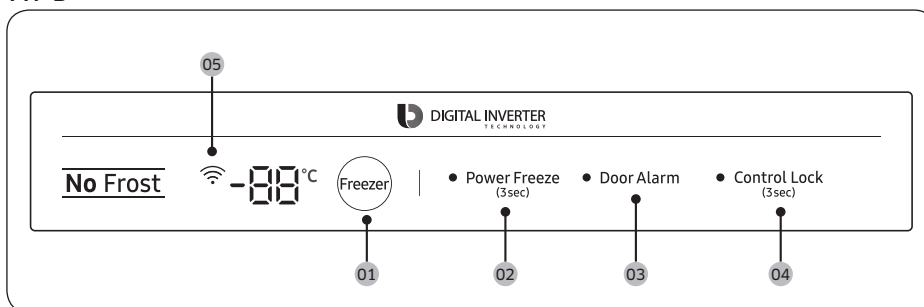 05
DIGITAL INVERTER
TECHNOLOGY
No Frost
-88°C
Freezer
Power Freeze
(3sec)
Door Alarm
Control Lock
(3sec)
01
02
03
04